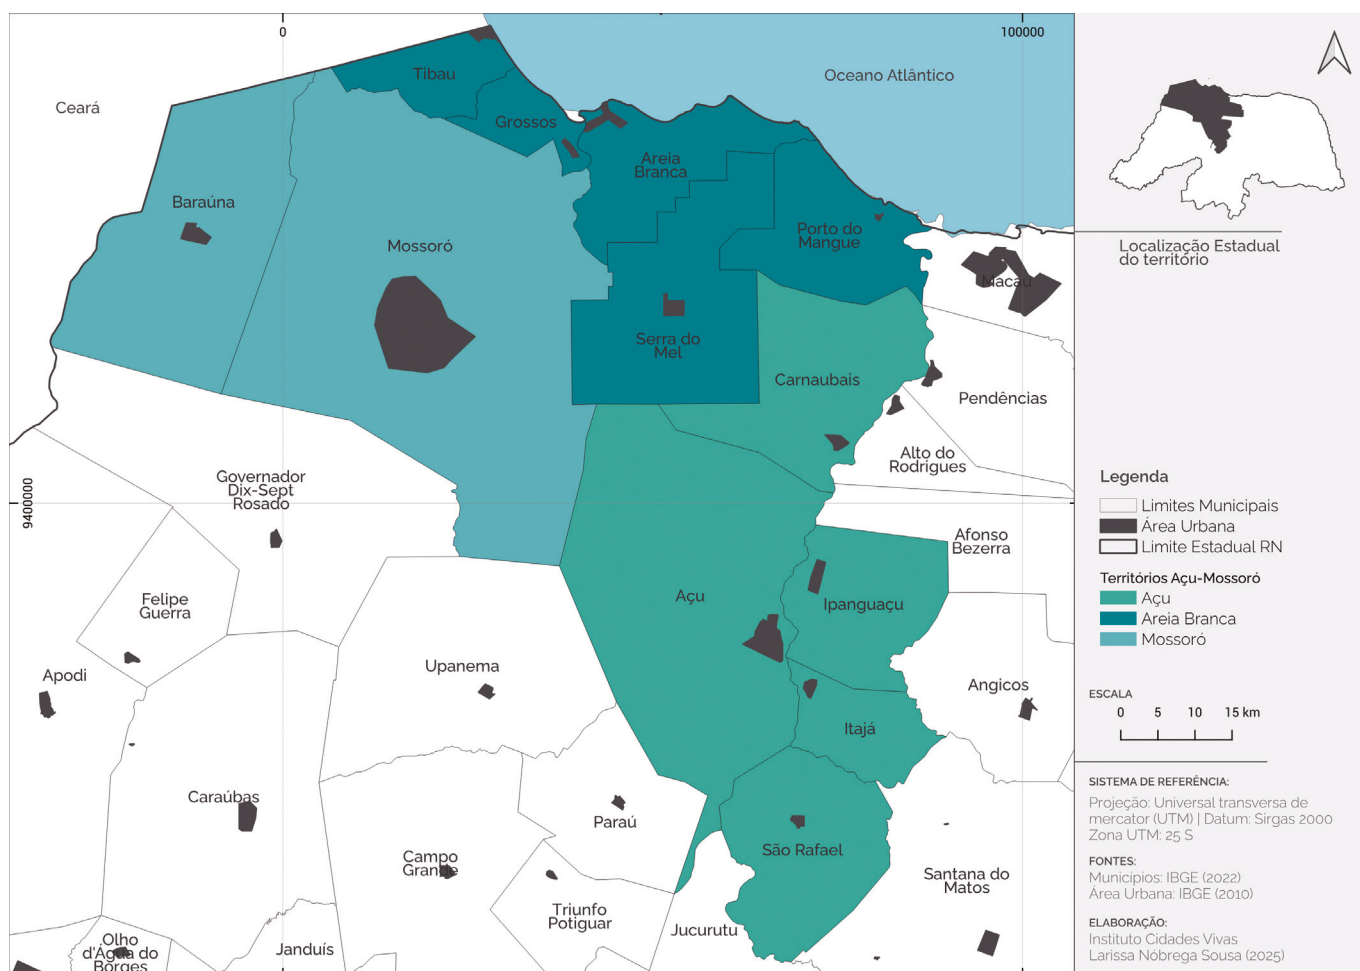 0
100000
Oceano Atlântico
Ceará
Tibau
Grossos
Areia
Branca
Baraúna
Mossoró
Porto do
Mangue
Macau
Serra do
Mel
Carnaubais
Pendências
Alto do
Rodrigues
9400000
Governador
Dix-Sept
Rosado
Afonso
Bezerra
Felipe
Guerra
Açu
Ipanguaçu
Apodi
Upanema
Angicos
Itajá
Caraúbas
Paraú
São Rafael
Campo
Grande
Santana do
Matos
Triunfo
Potiguar
Jucurutu
Olho
d'Água do
Borges
Janduís
Localização Estadual
do território
Legenda
Limites Municipais
Área Urbana
Limite Estadual RN
Territórios Açu-Mossoró
Açu
Areia Branca
Mossoró
ESCALA
0 5 10 15 km
SISTEMA DE REFERÊNCIA:
Projeção: Universal transversa de
mercator (UTM) | Datum: Sirgas 2000
Zona UTM: 25 S
FONTES:
Municípios: IBGE (2022)
Área Urbana: IBGE (2010)
ELABORAÇÃO:
Instituto Cidades Vivas
Larissa Nóbrega Sousa (2025)